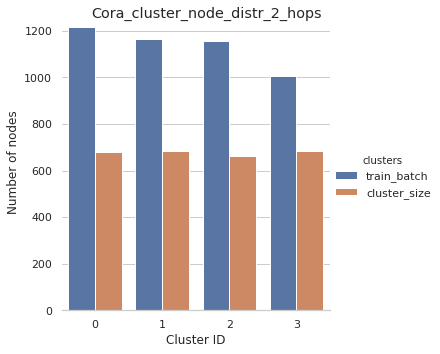 Cora_cluster_node_distr_2_hops
1200
1000
800
600
400
200
0
Number of nodes
0 1 2 3
Cluster ID
clusters
train_batch
cluster_size